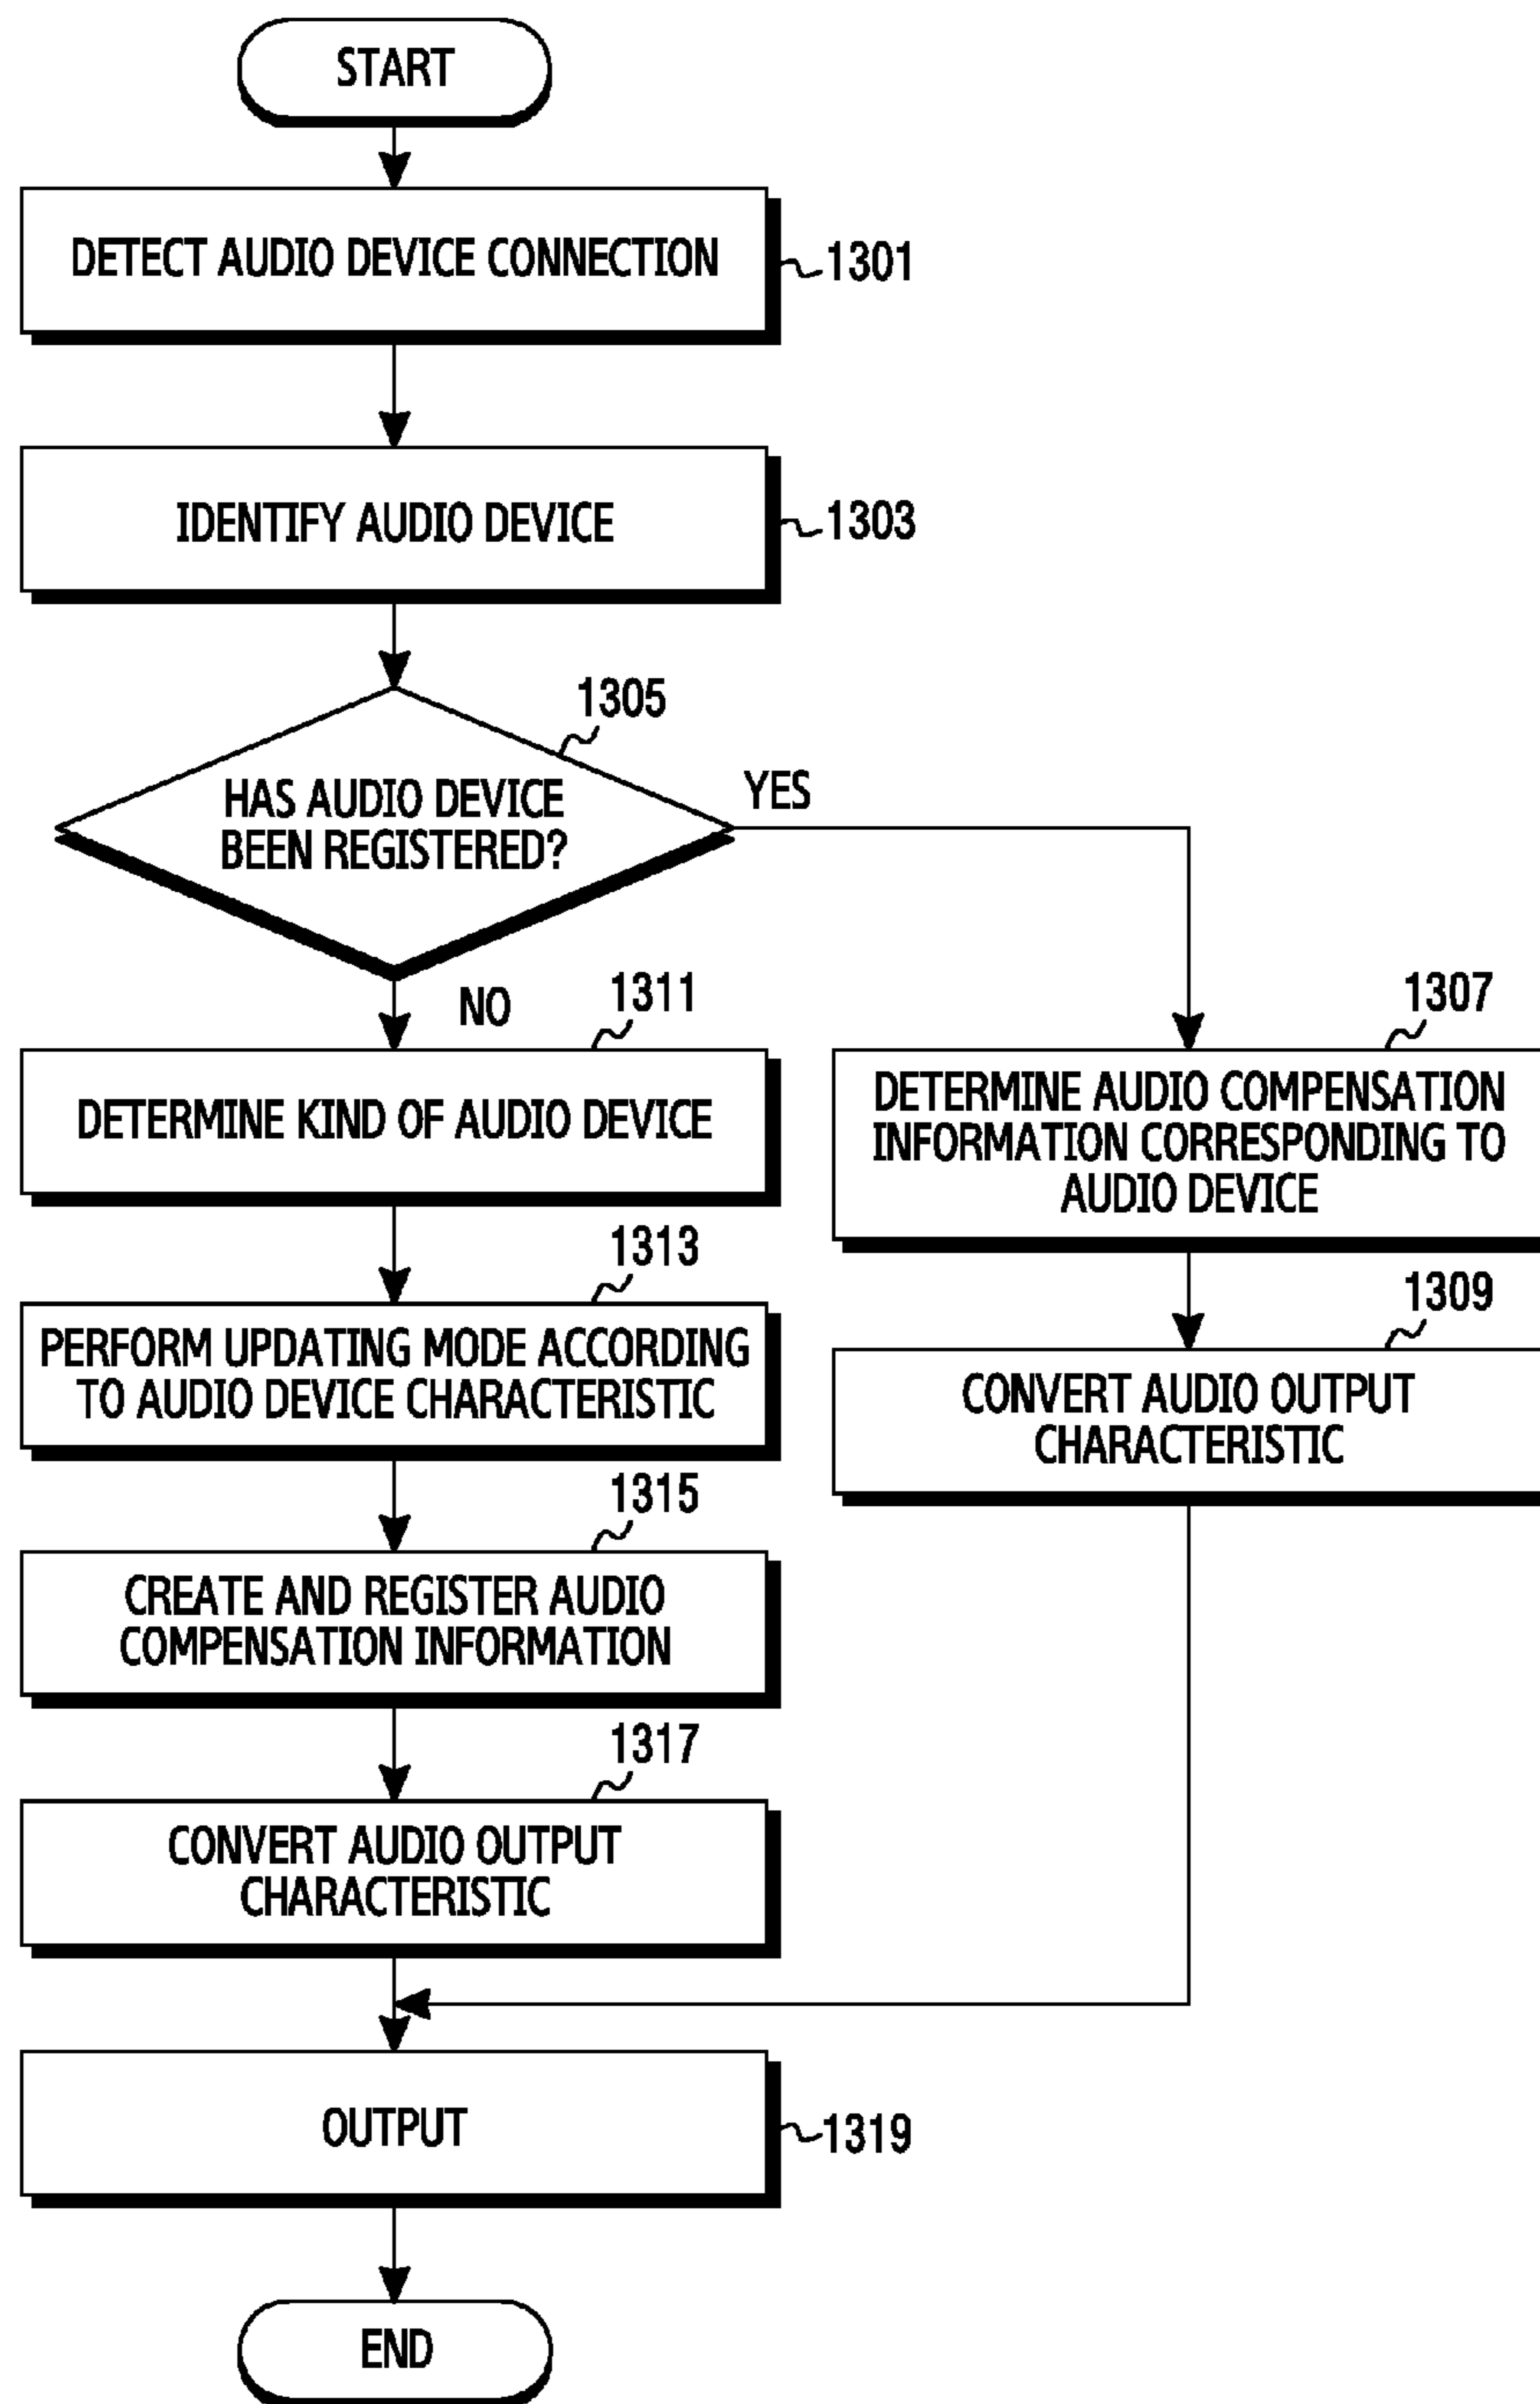 START
DETECT AUDIO DEVICE CONNECTION
1301
IDENTIFY AUDIO DEVICE
1303
1305
HAS AUDIO DEVICE
BEEN REGISTERED?
YES
NO
1311
DETERMINE KIND OF AUDIO DEVICE
1307
DETERMINE AUDIO COMPENSATION
INFORMATION CORRESPONDING TO
AUDIO DEVICE
1313
PERFORM UPDATING MODE ACCORDING
TO AUDIO DEVICE CHARACTERISTIC
1309
CONVERT AUDIO OUTPUT
CHARACTERISTIC
1315
CREATE AND REGISTER AUDIO
COMPENSATION INFORMATION
1317
CONVERT AUDIO OUTPUT
CHARACTERISTIC
OUTPUT
1319
END